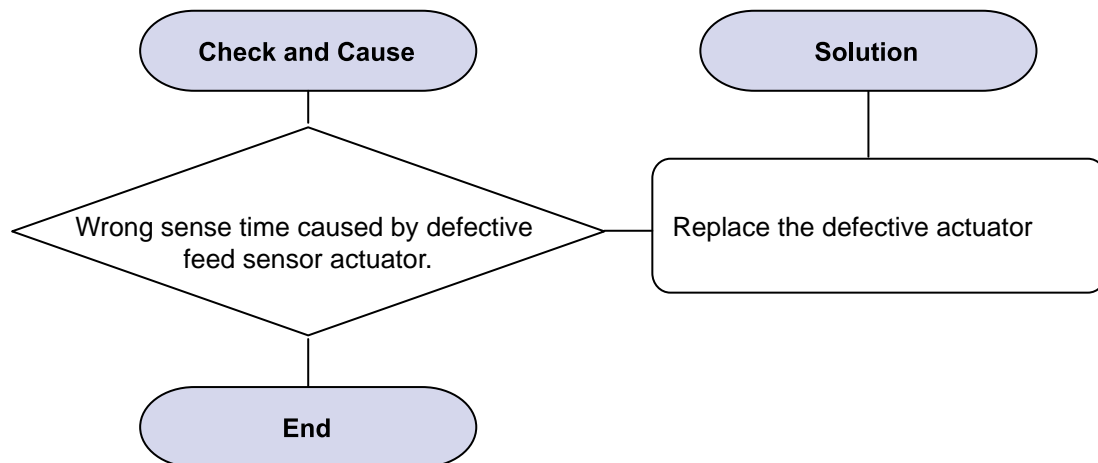 Check and Cause
Solution
Wrong sense time caused by defective
feed sensor actuator.
Replace the defective actuator
End